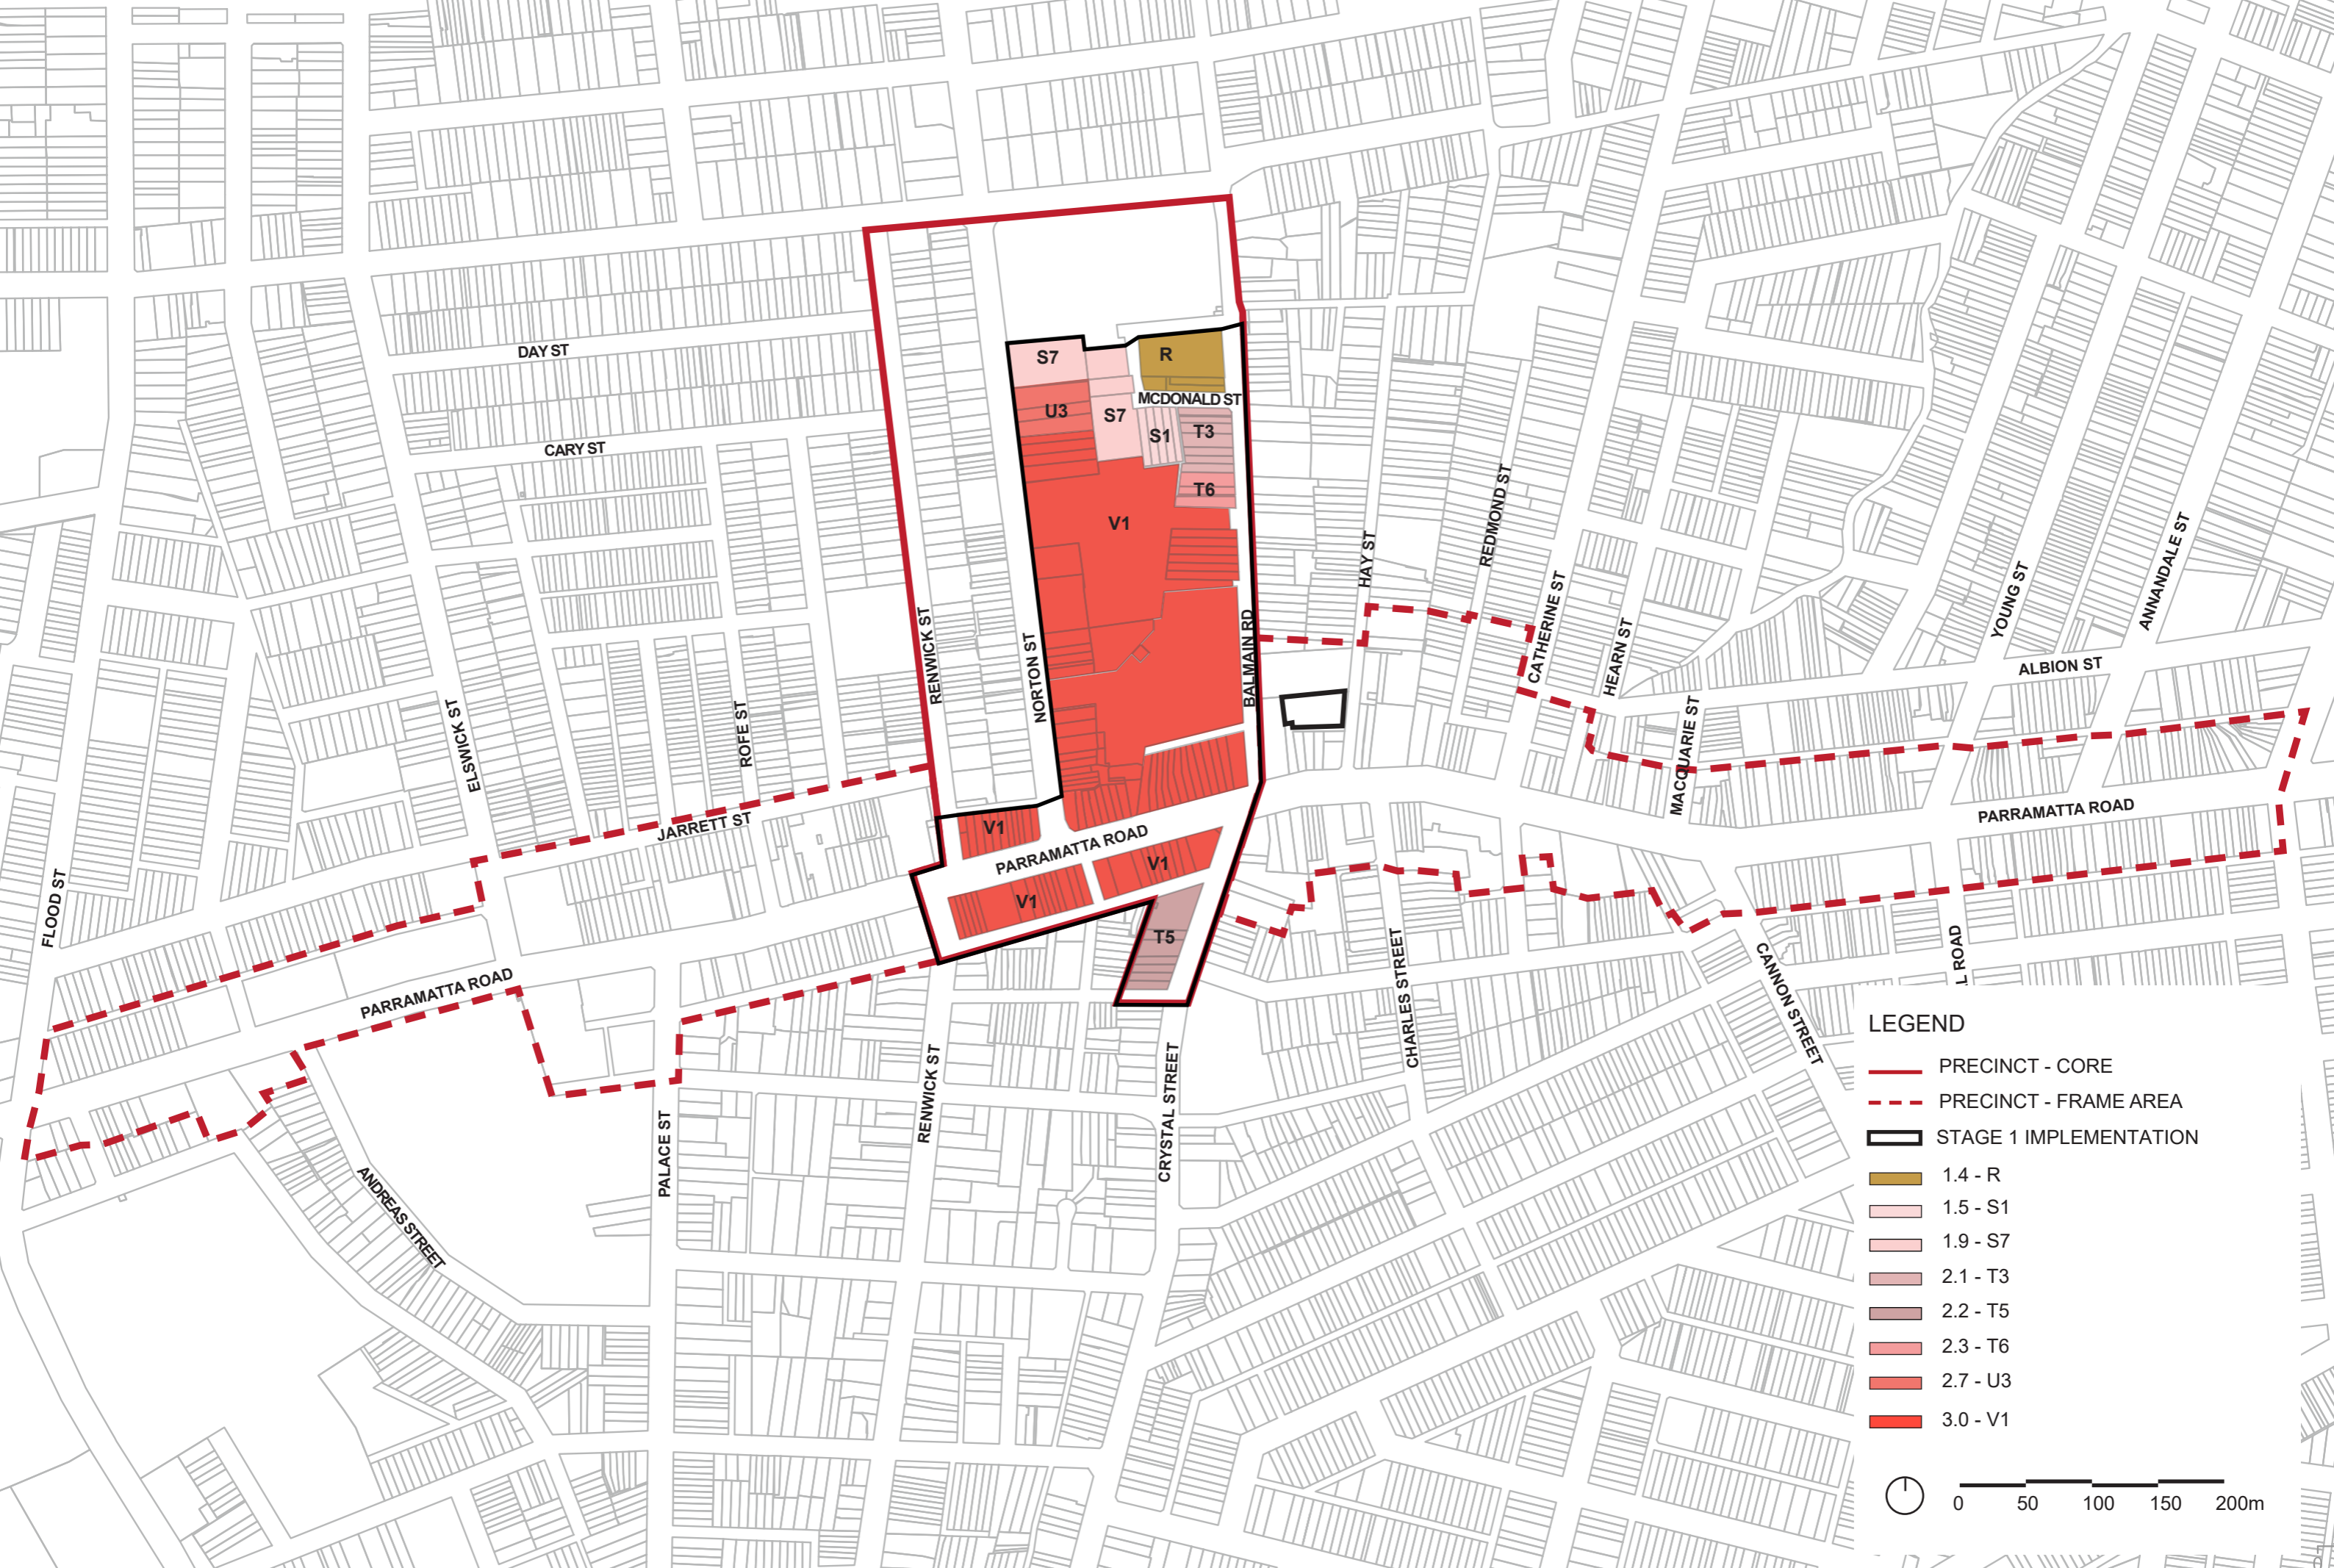 DAY ST
S7
R
MCDONALD ST
U3
S7
S1
T3
CARY ST
T6
V1
HAY ST
REDMOND ST
CATHERINE ST
HEARN ST
YOUNG ST
ANNANDALE ST
RENWICK ST
NORTON ST
BALMAIN RD
ALBION ST
ELSWICK ST
ROFE ST
MACQUARIE ST
JARRETT ST
V1
PARRAMATTA ROAD
PARRAMATTA ROAD
V1
V1
FLOOD ST
T5
PARRAMATTA ROAD
CHARLES STREET
CANNON STREET
L ROAD
PALACE ST
RENWICK ST
CRYSTAL STREET
ANDREAS STREET
LEGEND
PRECINCT - CORE
PRECINCT - FRAME AREA
STAGE 1 IMPLEMENTATION
1.4 - R
1.5 - S1
1.9 - S7
2.1 - T3
2.2 - T5
2.3 - T6
2.7 - U3
3.0 - V1
0 50 100 150 200m